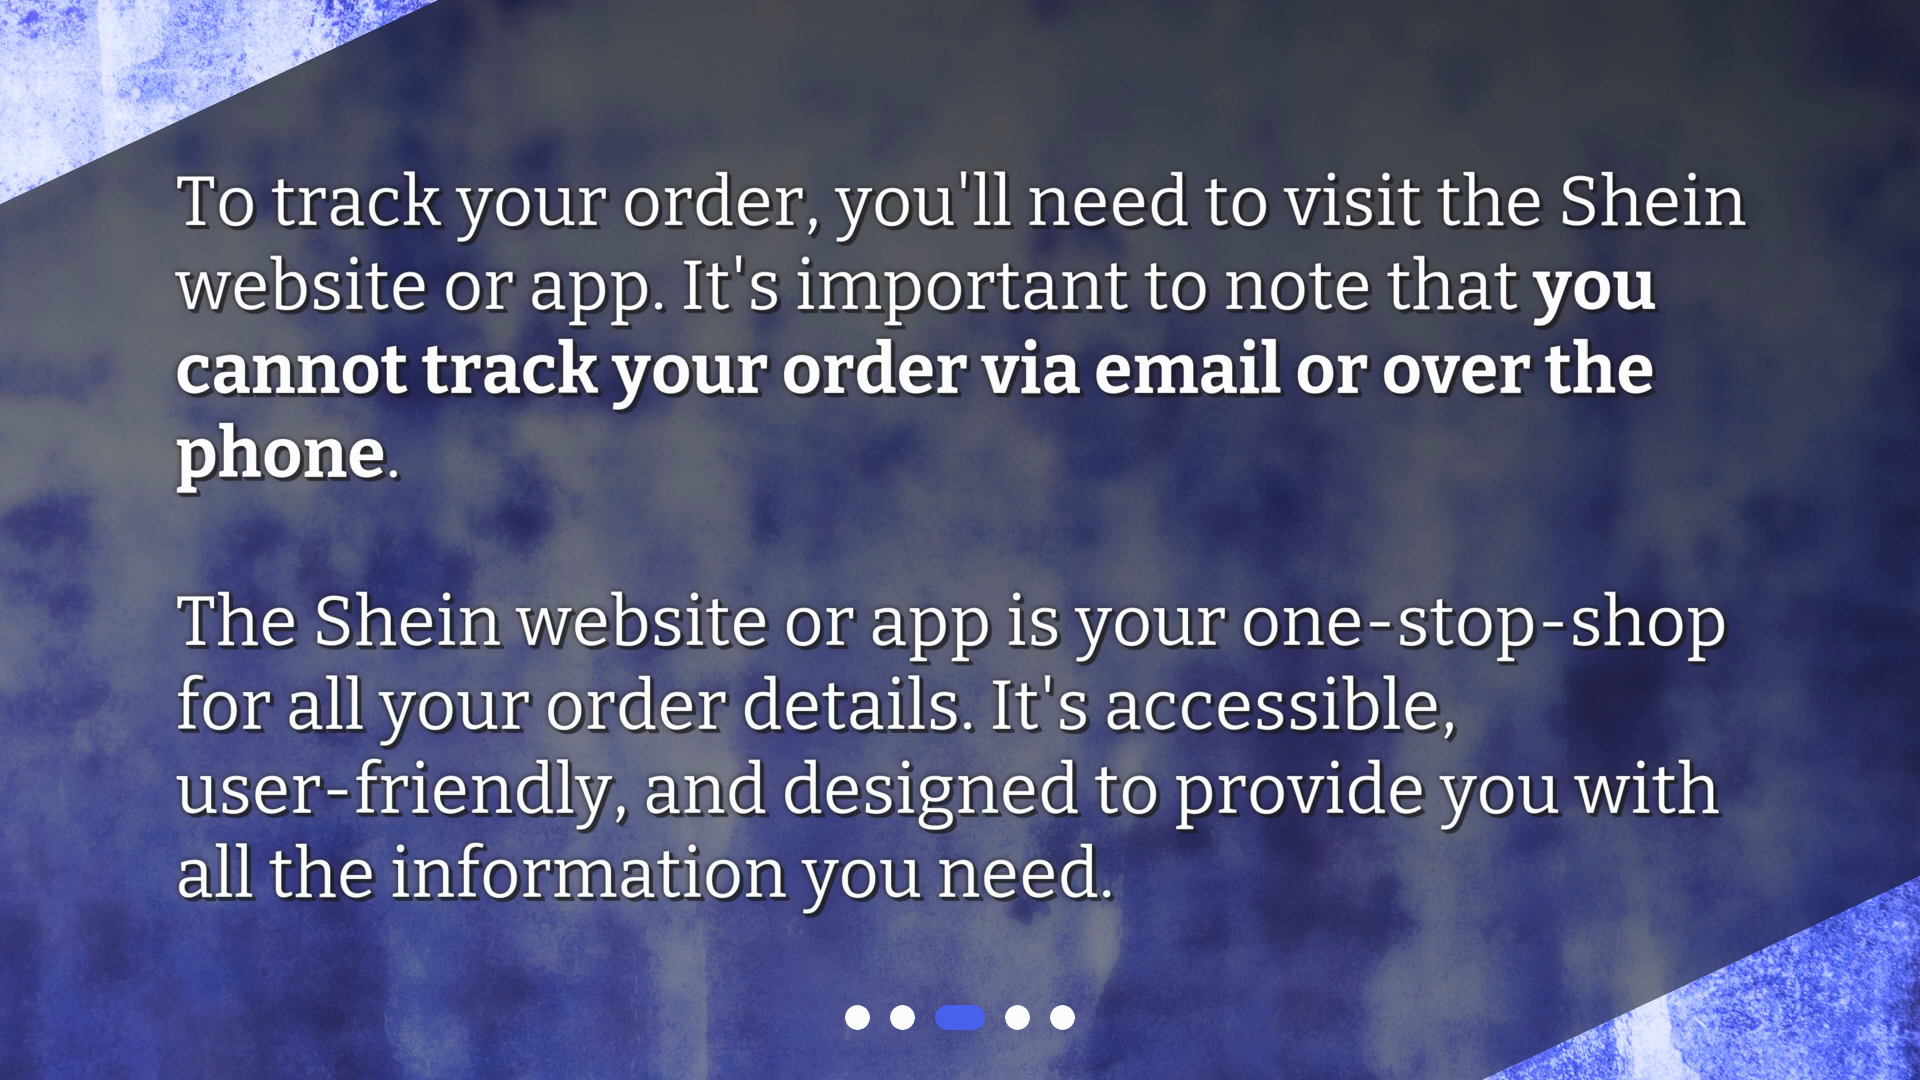 To track your order, you'll need to visit the Shein
website or app. It's important to note that you
cannot track your order via email or over the
phone.
The Shein website or app is your one-stop-shop
for all your order details. It's accessible,
user-friendly, and designed to provide you with
all the information you need.